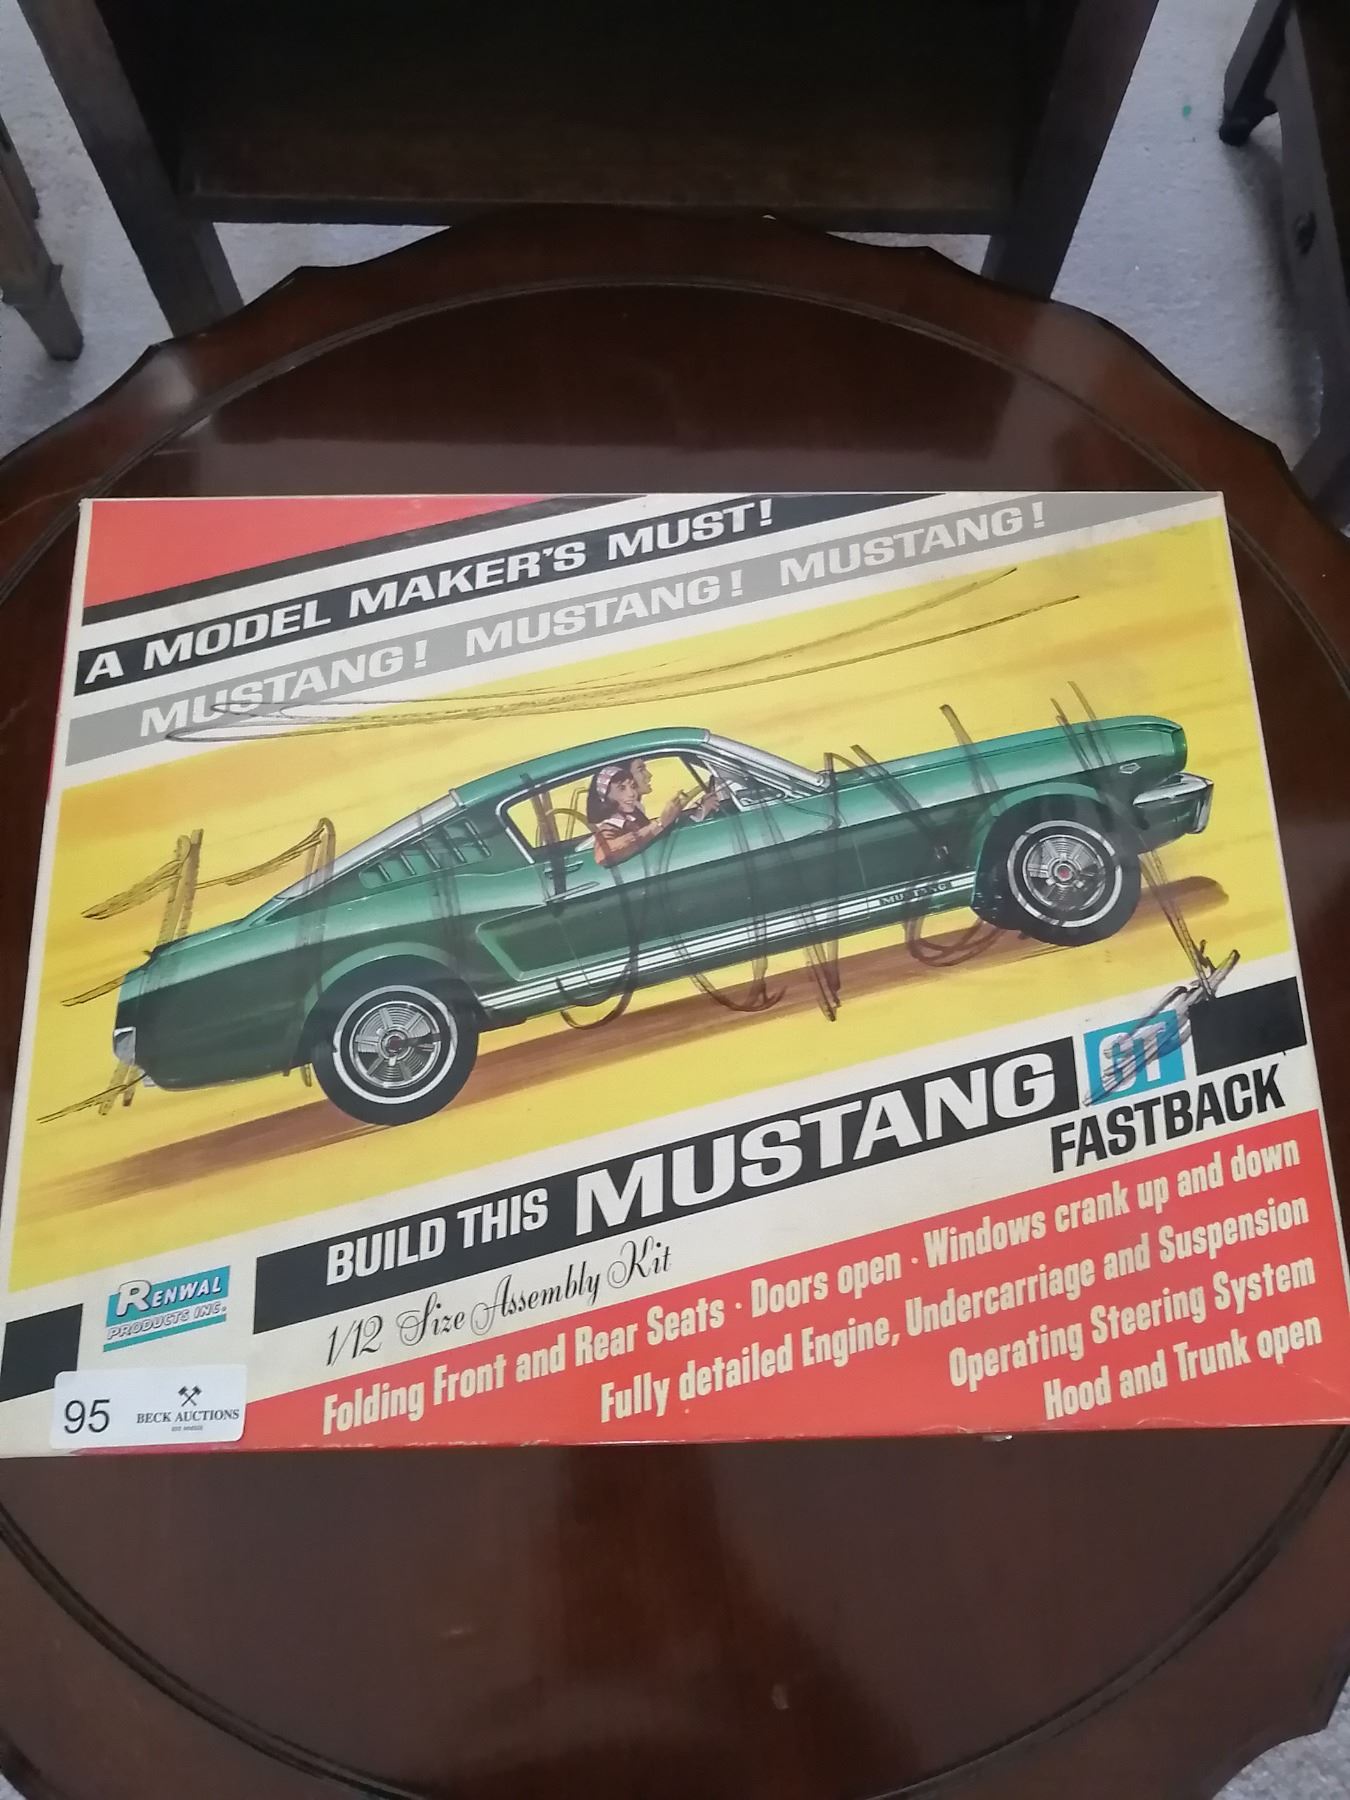 A MODEL MAKER'S MUST!
MUSTANG! MUSTANG! MUSTANG!
MUSTANG
BUILD THIS MUSTANG GT
FASTBACK
1/12 Size Assembly Kit
RENWAL
PRODUCTS INC.
Folding Front and Rear Seats · Doors open · Windows crank up and down
Fully detailed Engine, Undercarriage and Suspension
Operating Steering System
Hood and Trunk open
95 BECK AUCTIONS